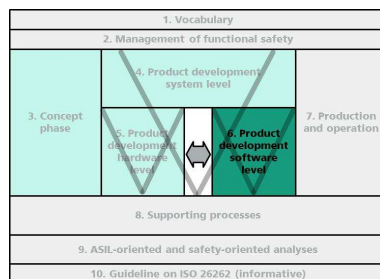 1. Vocabulary
2. Management of functional safety
3. Concept
phase
4. Product development
system level
5. Product
development
hardware
level
6. Product
development
software
level
7. Production
and operation
8. Supporting processes
9. ASIL-oriented and safety-oriented analyses
10. Guideline on ISO 26262 (informative)